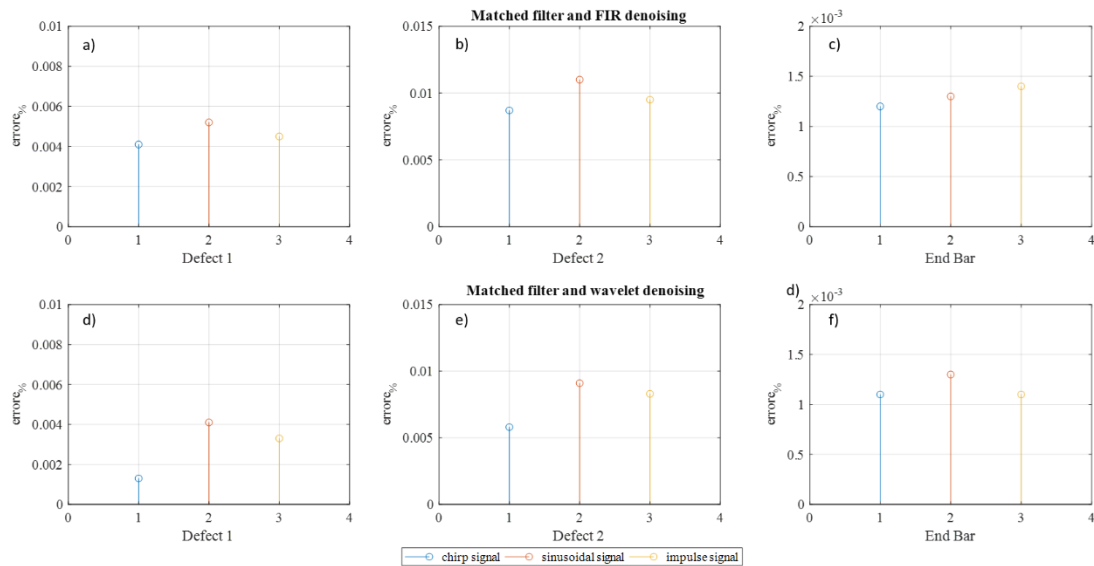 Matched filter and FIR denoising
a)
0.01
0.008
0.006
0.004
0.002
0
errore%
0 1 2 3 4
Defect 1
b)
0.015
0.01
0.005
0
errore%
0 1 2 3 4
Defect 2
c)
×10-3
2
1.5
1
0.5
0
errore%
0 1 2 3 4
End Bar
Matched filter and wavelet denoising
d)
0.01
0.008
0.006
0.004
0.002
0
errore%
0 1 2 3 4
Defect 1
e)
0.015
0.01
0.005
0
errore%
0 1 2 3 4
Defect 2
d)
×10-3
f)
2
1.5
1
0.5
0
errore%
0 1 2 3 4
End Bar
chirp signal sinusoidal signal impulse signal